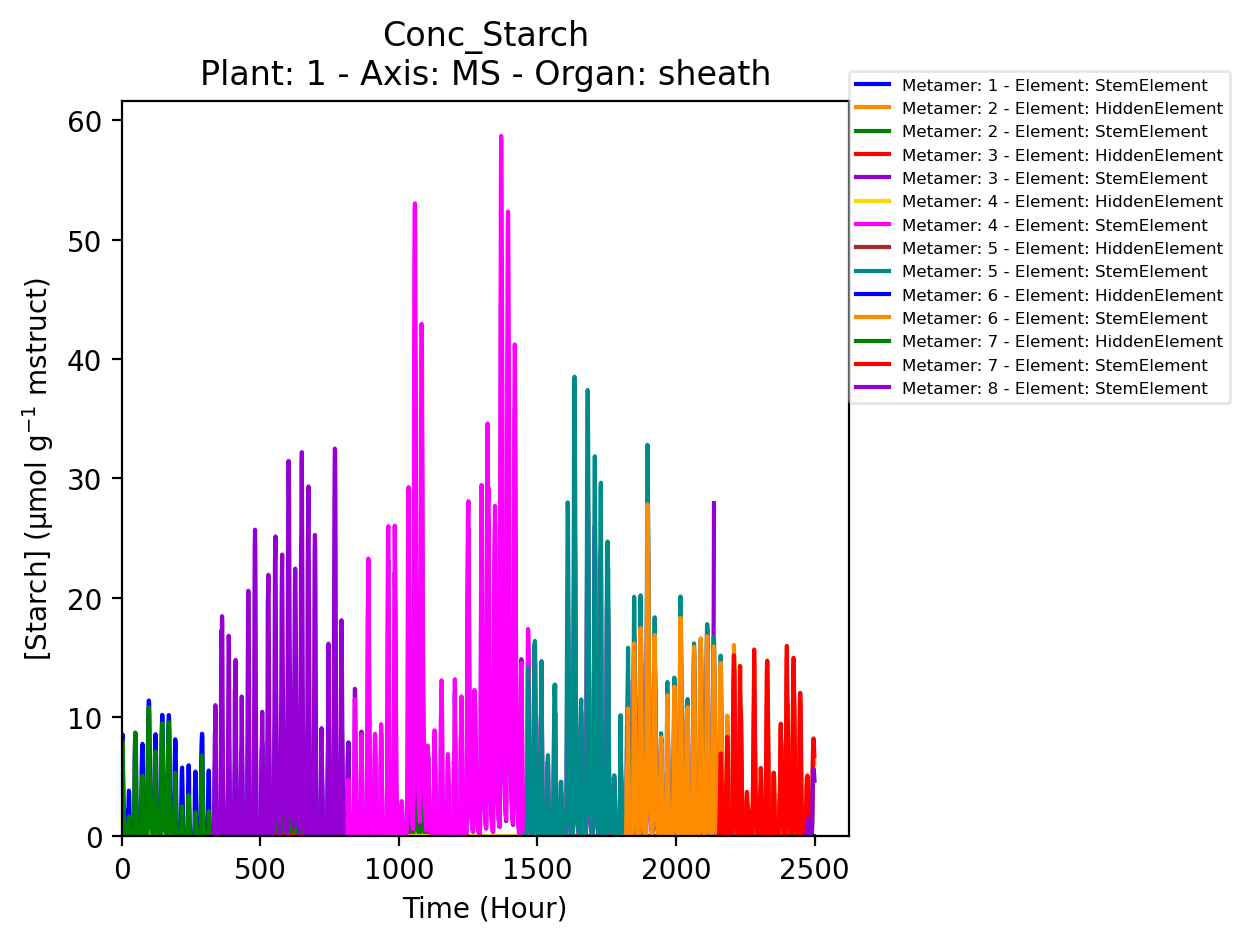 Conc_Starch
Plant: 1 - Axis: MS - Organ: sheath
60
50
40
30
20
10
0
[Starch] (µmol g⁻¹ mstruct)
0 500 1000 1500 2000 2500
Time (Hour)
Metamer: 1 - Element: StemElement
Metamer: 2 - Element: HiddenElement
Metamer: 2 - Element: StemElement
Metamer: 3 - Element: HiddenElement
Metamer: 3 - Element: StemElement
Metamer: 4 - Element: HiddenElement
Metamer: 4 - Element: StemElement
Metamer: 5 - Element: HiddenElement
Metamer: 5 - Element: StemElement
Metamer: 6 - Element: HiddenElement
Metamer: 6 - Element: StemElement
Metamer: 7 - Element: HiddenElement
Metamer: 7 - Element: StemElement
Metamer: 8 - Element: StemElement